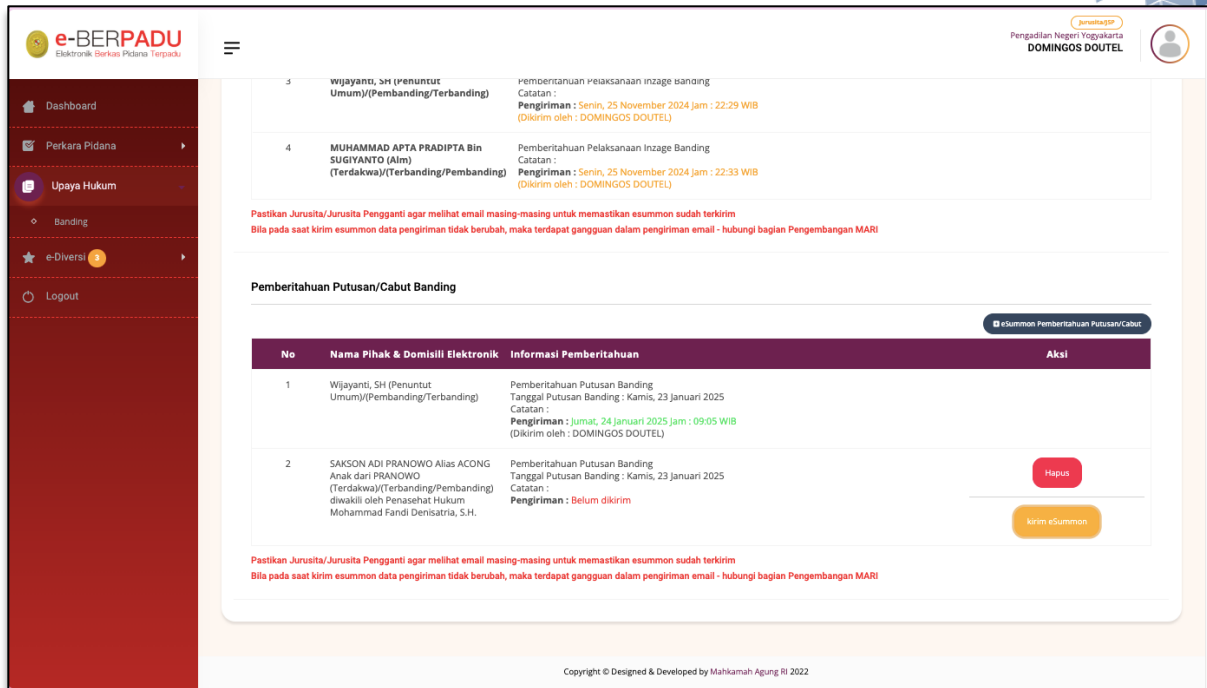 e-BERPADU
Elektronik Berkas Pidana Terpadu
Jurusita/JSP
Pengadilan Negeri Yogyakarta
DOMINGOS DOUTEL
Dashboard
Perkara Pidana
Upaya Hukum
Banding
e-Diversi 3
Logout
3 Wijayanti, SH (Penuntut Umum)/(Pembanding/Terbanding)
Pemberitahuan Pelaksanaan Inzage Banding
Catatan :
Pengiriman : Senin, 25 November 2024 Jam : 22:29 WIB
(Dikirim oleh : DOMINGOS DOUTEL)
4 MUHAMMAD APTA PRADIPTA Bin
SUGIYANTO (Alm)
(Terdakwa)/(Terbanding/Pembanding)
Pemberitahuan Pelaksanaan Inzage Banding
Catatan :
Pengiriman : Senin, 25 November 2024 Jam : 22:33 WIB
(Dikirim oleh : DOMINGOS DOUTEL)
Pastikan Jurusita/Jurusita Pengganti agar melihat email masing-masing untuk memastikan esummon sudah terkirim
Bila pada saat kirim esummon data pengiriman tidak berubah, maka terdapat gangguan dalam pengiriman email - hubungi bagian Pengembangan MARI
Pemberitahuan Putusan/Cabut Banding
eSummon Pemberitahuan Putusan/Cabut
No Nama Pihak & Domisili Elektronik Informasi Pemberitahuan Aksi
1 Wijayanti, SH (Penuntut
Umum)/(Pembanding/Terbanding)
Pemberitahuan Putusan Banding
Tanggal Putusan Banding : Kamis, 23 Januari 2025
Catatan :
Pengiriman : Jumat, 24 Januari 2025 Jam : 09:05 WIB
(Dikirim oleh : DOMINGOS DOUTEL)
2 SAKSON ADI PRANOWO Alias ACONG
Anak dari PRANOWO
(Terdakwa)/(Terbanding/Pembanding)
diwakili oleh Penasehat Hukum
Mohammad Fandi Denisatria, S.H.
Pemberitahuan Putusan Banding
Tanggal Putusan Banding : Kamis, 23 Januari 2025
Catatan :
Pengiriman : Belum dikirim
Hapus
kirim eSummon
Pastikan Jurusita/Jurusita Pengganti agar melihat email masing-masing untuk memastikan esummon sudah terkirim
Bila pada saat kirim esummon data pengiriman tidak berubah, maka terdapat gangguan dalam pengiriman email - hubungi bagian Pengembangan MARI
Copyright © Designed & Developed by Mahkamah Agung RI 2022